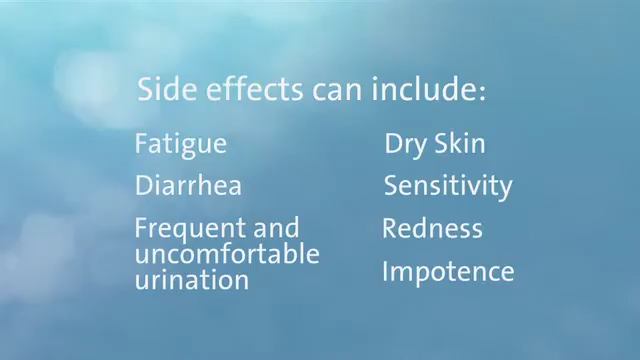 Side effects can include:
Fatigue
Diarrhea
Frequent and
uncomfortable
urination
Dry Skin
Sensitivity
Redness
Impotence